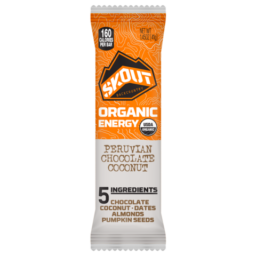 160
CALORIES
PER BAR
SKOUT
ORGANIC
ENERGY
PERUVIAN
CHOCOLATE
COCONUT
5 INGREDIENTS
CHOCOLATE
COCONUT • DATES
ALMONDS
PUMPKIN SEEDS